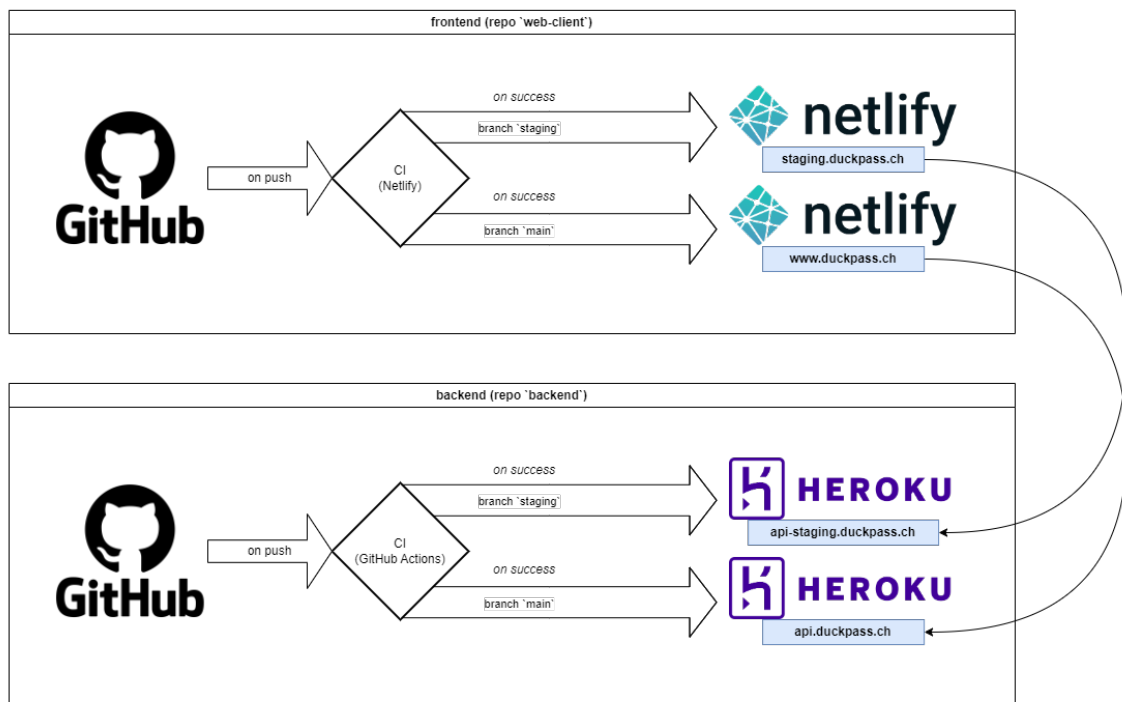 frontend (repo `web-client`)
GitHub
on push
CI
(Netlify)
on success
branch `staging`
netlify
staging.duckpass.ch
on success
branch `main`
netlify
www.duckpass.ch
backend (repo `backend`)
GitHub
on push
CI
(GitHub Actions)
on success
branch `staging`
HEROKU
api-staging.duckpass.ch
on success
branch `main`
HEROKU
api.duckpass.ch